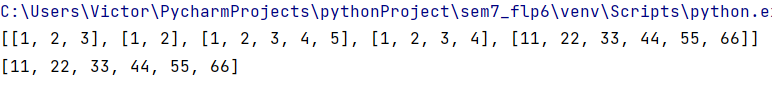 C:\Users\Victor\PycharmProjects\pythonProject\sem7_flp6\venv\Scripts\python.e
[[1, 2, 3], [1, 2], [1, 2, 3, 4, 5], [1, 2, 3, 4], [11, 22, 33, 44, 55, 66]]
[11, 22, 33, 44, 55, 66]